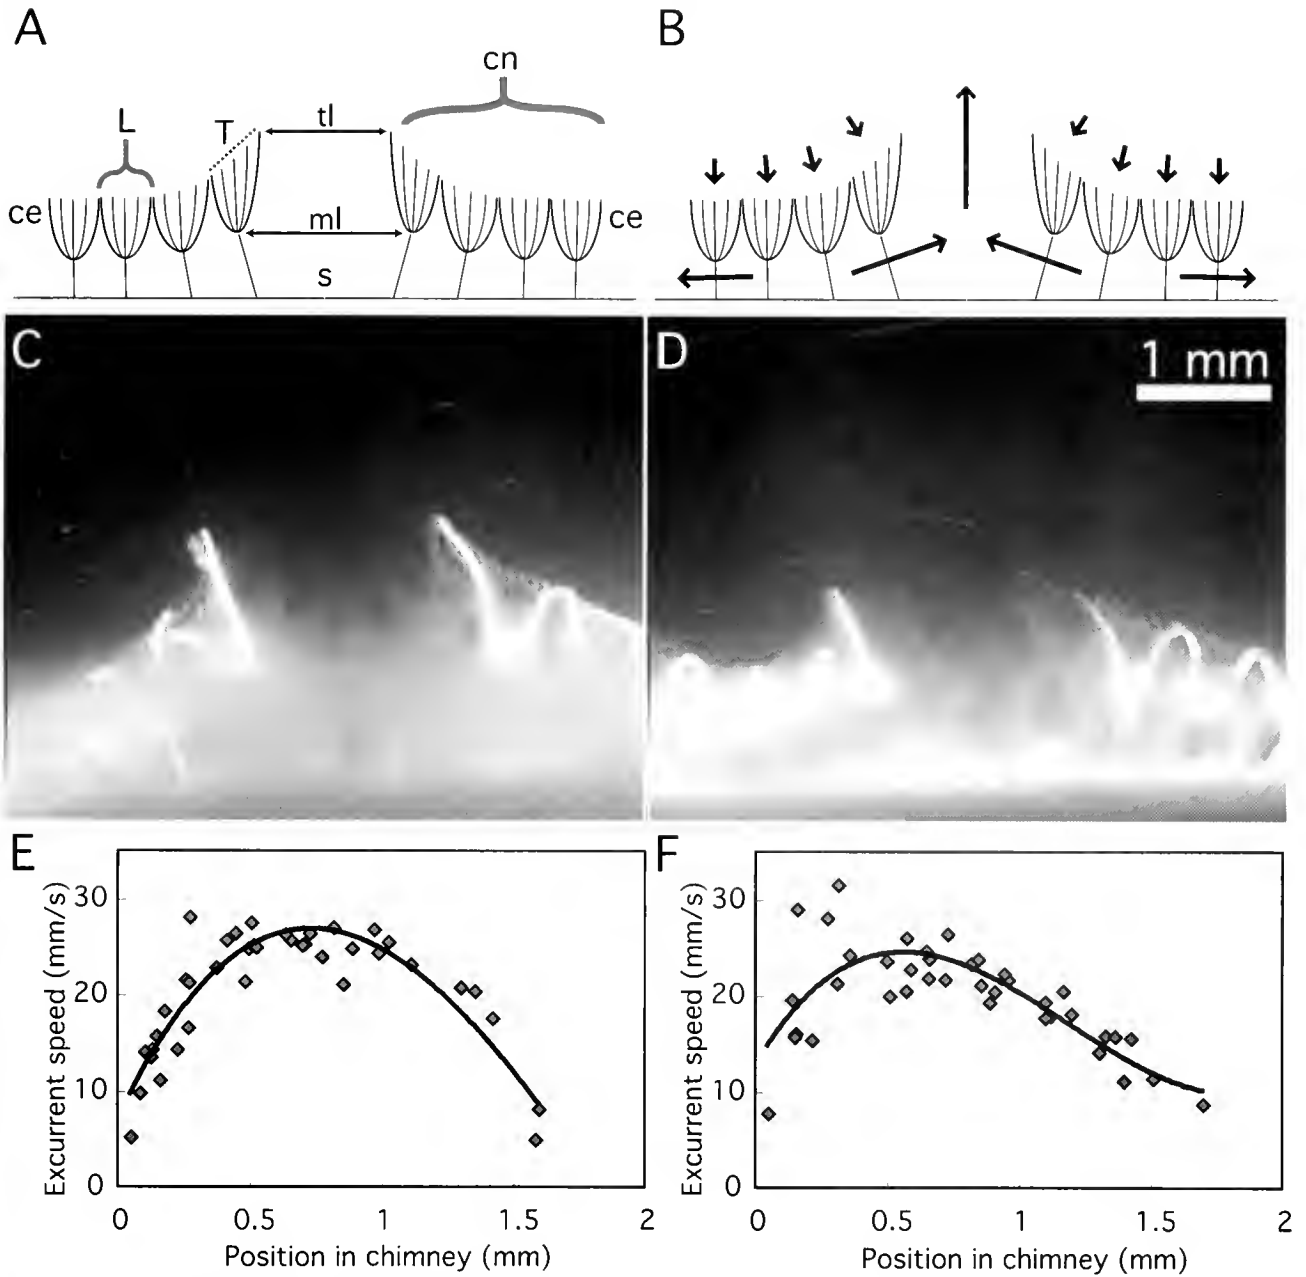 A
B
cn
L
T
tl
ce
ml
ce
s
C
D
1 mm
E
F
Excurrent speed (mm/s)
30
20
10
0
0 0.5 1 1.5 2
Position in chimney (mm)
Excurrent speed (mm/s)
30
20
10
0
0 0.5 1 1.5 2
Position in chimney (mm)